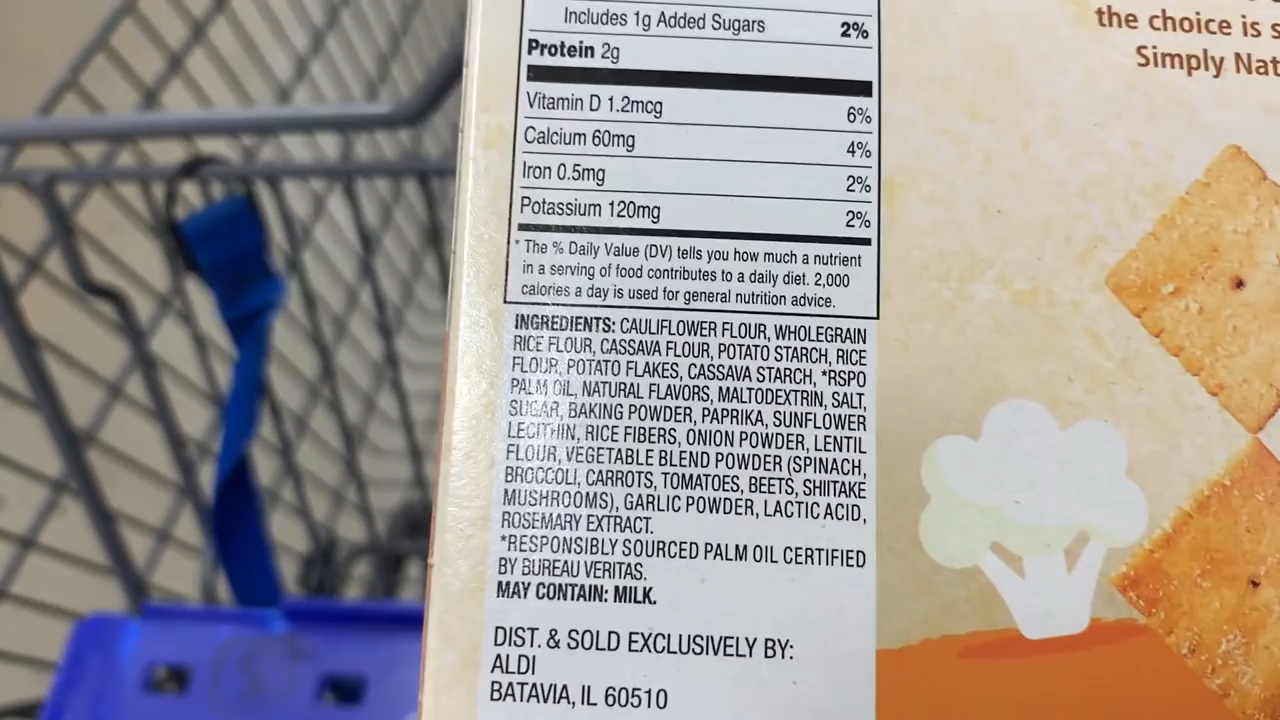 Includes 1g Added Sugars 2%
Protein 2g
Vitamin D 1.2mcg 6%
Calcium 60mg 4%
Iron 0.5mg 2%
Potassium 120mg 2%
* The % Daily Value (DV) tells you how much a nutrient
in a serving of food contributes to a daily diet. 2,000
calories a day is used for general nutrition advice.
INGREDIENTS: CAULIFLOWER FLOUR, WHOLEGRAIN
RICE FLOUR, CASSAVA FLOUR, POTATO STARCH, RICE
FLOUR, POTATO FLAKES, CASSAVA STARCH, *RSPO
PALM OIL, NATURAL FLAVORS, MALTODEXTRIN, SALT,
SUGAR, BAKING POWDER, PAPRIKA, SUNFLOWER
LECITHIN, RICE FIBERS, ONION POWDER, LENTIL
FLOUR, VEGETABLE BLEND POWDER (SPINACH,
BROCCOLI, CARROTS, TOMATOES, BEETS, SHIITAKE
MUSHROOMS), GARLIC POWDER, LACTIC ACID,
ROSEMARY EXTRACT.
*RESPONSIBLY SOURCED PALM OIL CERTIFIED
BY BUREAU VERITAS.
MAY CONTAIN: MILK.
DIST. & SOLD EXCLUSIVELY BY:
ALDI
BATAVIA, IL 60510
the choice is s
Simply Nat